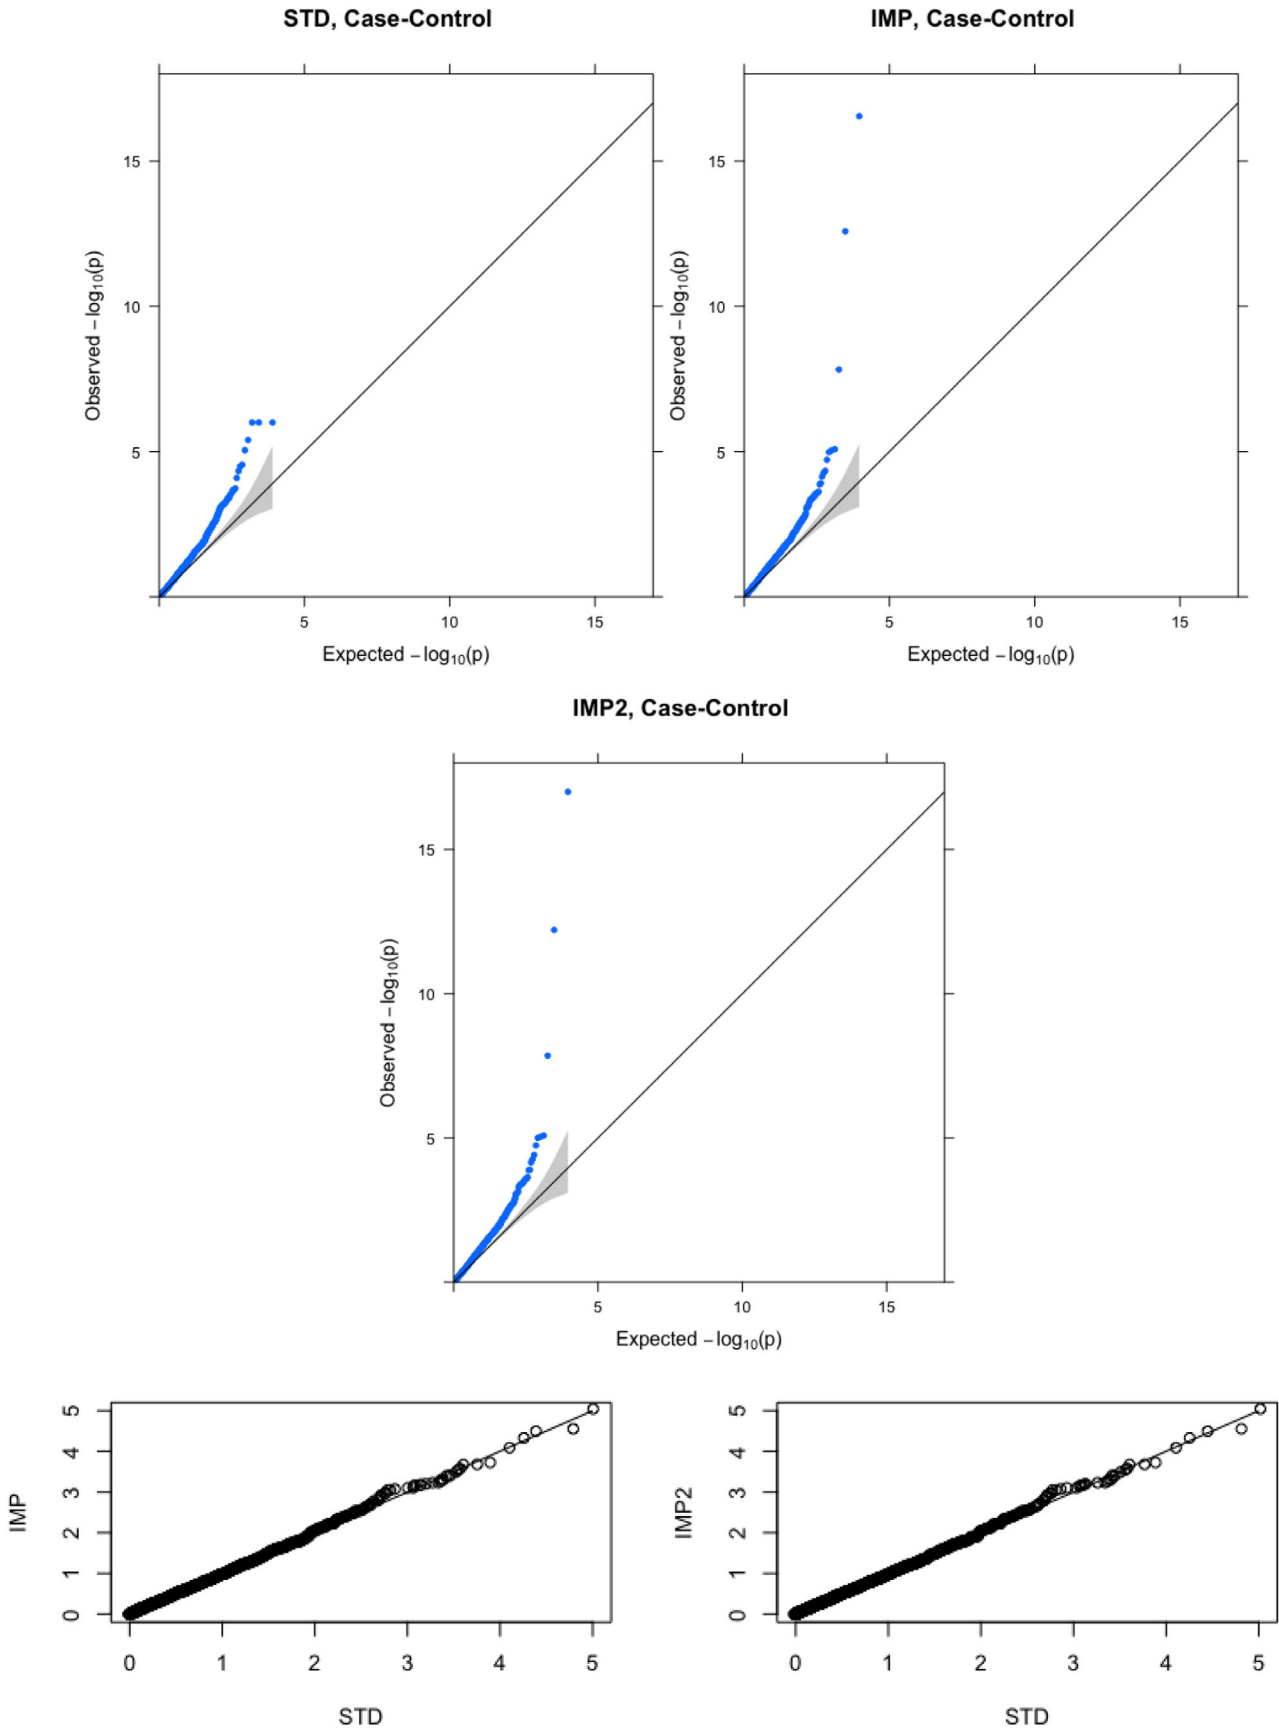 STD, Case-Control
IMP, Case-Control
15
10
5
Observed −log10(p)
5 10 15
Expected −log10(p)
15
10
5
Observed −log10(p)
5 10 15
Expected −log10(p)
IMP2, Case-Control
15
10
5
Observed −log10(p)
5 10 15
Expected −log10(p)
5
4
3
2
1
0
IMP
0 1 2 3 4 5
STD
5
4
3
2
1
0
IMP2
0 1 2 3 4 5
STD